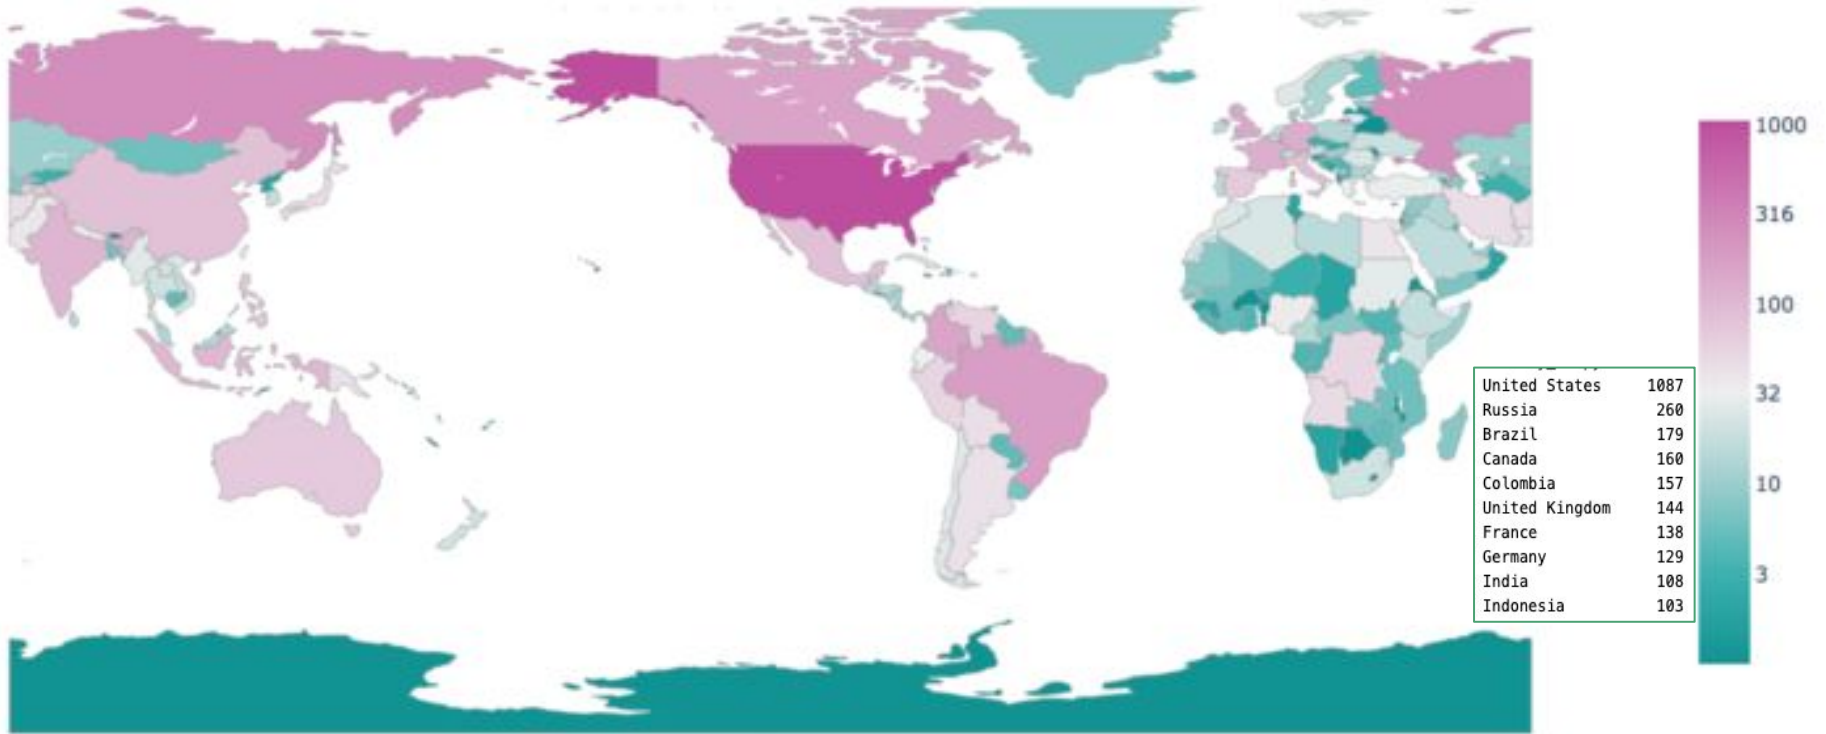 United States 1087
Russia 260
Brazil 179
Canada 160
Colombia 157
United Kingdom 144
France 138
Germany 129
India 108
Indonesia 103
1000
316
100
32
10
3